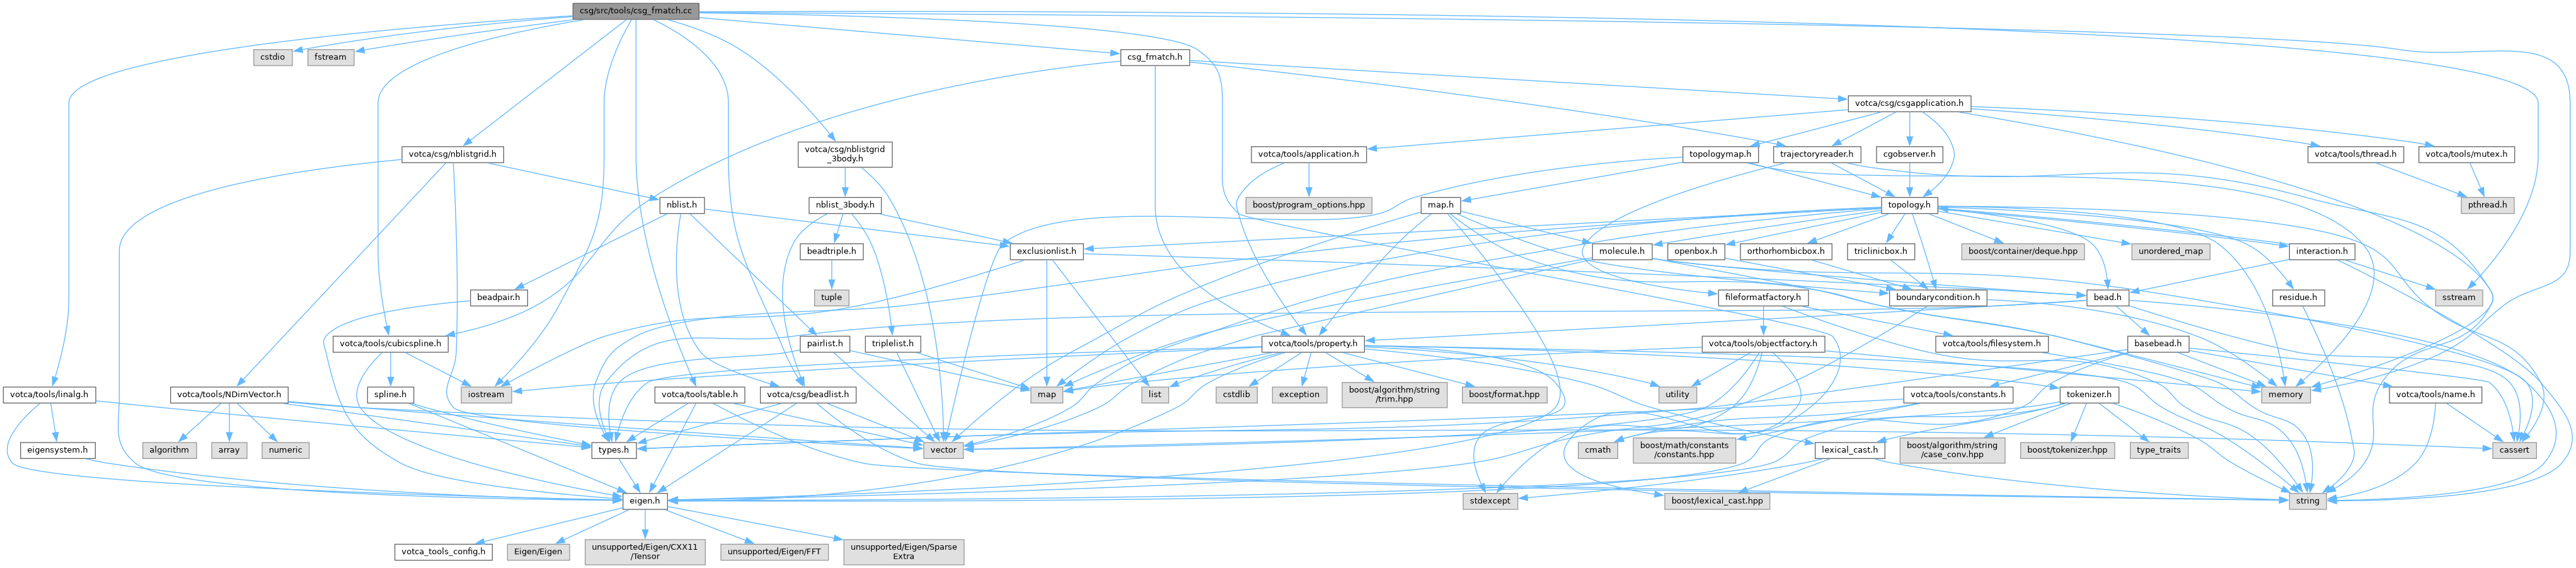 csg/src/tools/csg_fmatch.cc
cstdio
fstream
csg_fmatch.h
votca/csg/csgapplication.h
votca/csg/nblistgrid.h
votca/csg/nblistgrid
_3body.h
votca/tools/application.h
topologymap.h
trajectoryreader.h
cgobserver.h
votca/tools/thread.h
votca/tools/mutex.h
nblist.h
nblist_3body.h
boost/program_options.hpp
map.h
topology.h
pthread.h
beadtriple.h
exclusionlist.h
molecule.h
openbox.h
orthorhombicbox.h
triclinicbox.h
boost/container/deque.hpp
unordered_map
interaction.h
beadpair.h
tuple
fileformatfactory.h
boundarycondition.h
bead.h
residue.h
sstream
votca/tools/cubicspline.h
pairlist.h
triplelist.h
votca/tools/property.h
votca/tools/objectfactory.h
votca/tools/filesystem.h
basebead.h
votca/tools/linalg.h
votca/tools/NDimVector.h
spline.h
iostream
votca/tools/table.h
votca/csg/beadlist.h
map
list
cstdlib
exception
boost/algorithm/string
/trim.hpp
boost/format.hpp
utility
votca/tools/constants.h
tokenizer.h
memory
votca/tools/name.h
eigensystem.h
algorithm
array
numeric
types.h
vector
cmath
boost/math/constants
/constants.hpp
lexical_cast.h
boost/algorithm/string
/case_conv.hpp
boost/tokenizer.hpp
type_traits
cassert
eigen.h
stdexcept
boost/lexical_cast.hpp
string
votca_tools_config.h
Eigen/Eigen
unsupported/Eigen/CXX11
/Tensor
unsupported/Eigen/FFT
unsupported/Eigen/Sparse
Extra